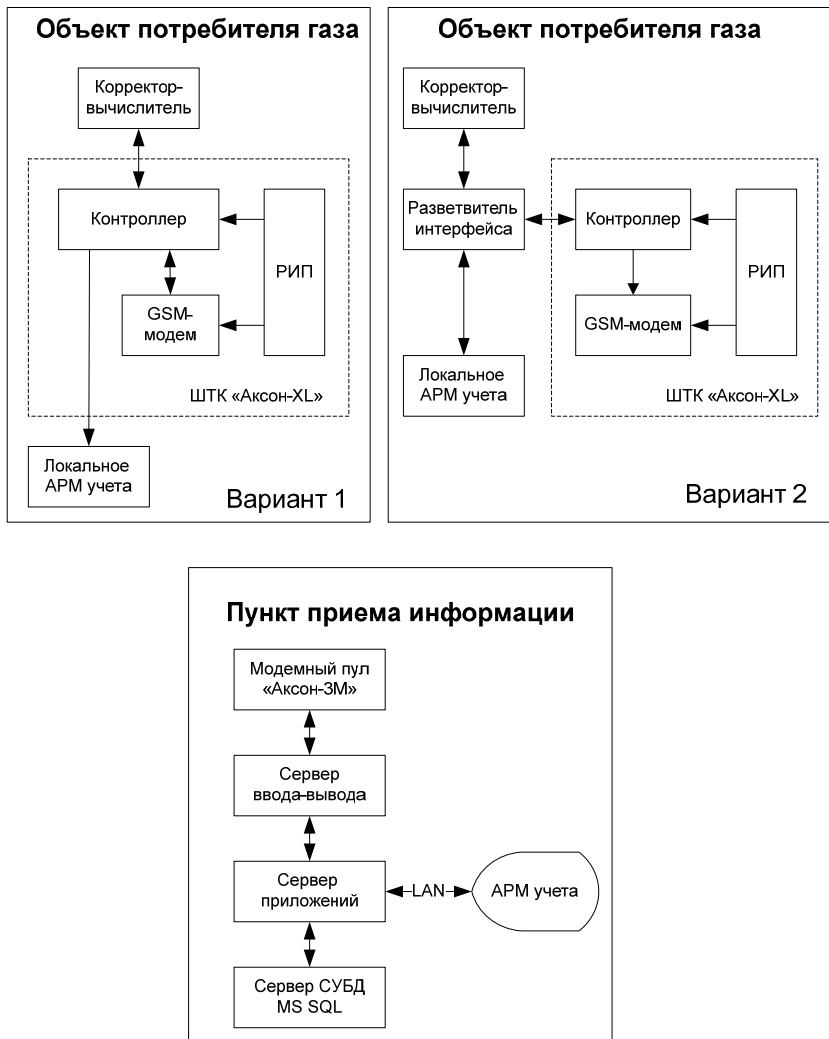 Объект потребителя газа
Корректор-
вычислитель
Контроллер
РИП
GSM-
модем
ШТК «Аксон-XL»
Локальное
АРМ учета
Вариант 1
Объект потребителя газа
Корректор-
вычислитель
Разветвитель
интерфейса
Контроллер
РИП
GSM-модем
Локальное
АРМ учета
ШТК «Аксон-XL»
Вариант 2
Пункт приема информации
Модемный пул
«Аксон-3М»
Сервер
ввода-вывода
Сервер
приложений
LAN
АРМ учета
Сервер СУБД
MS SQL